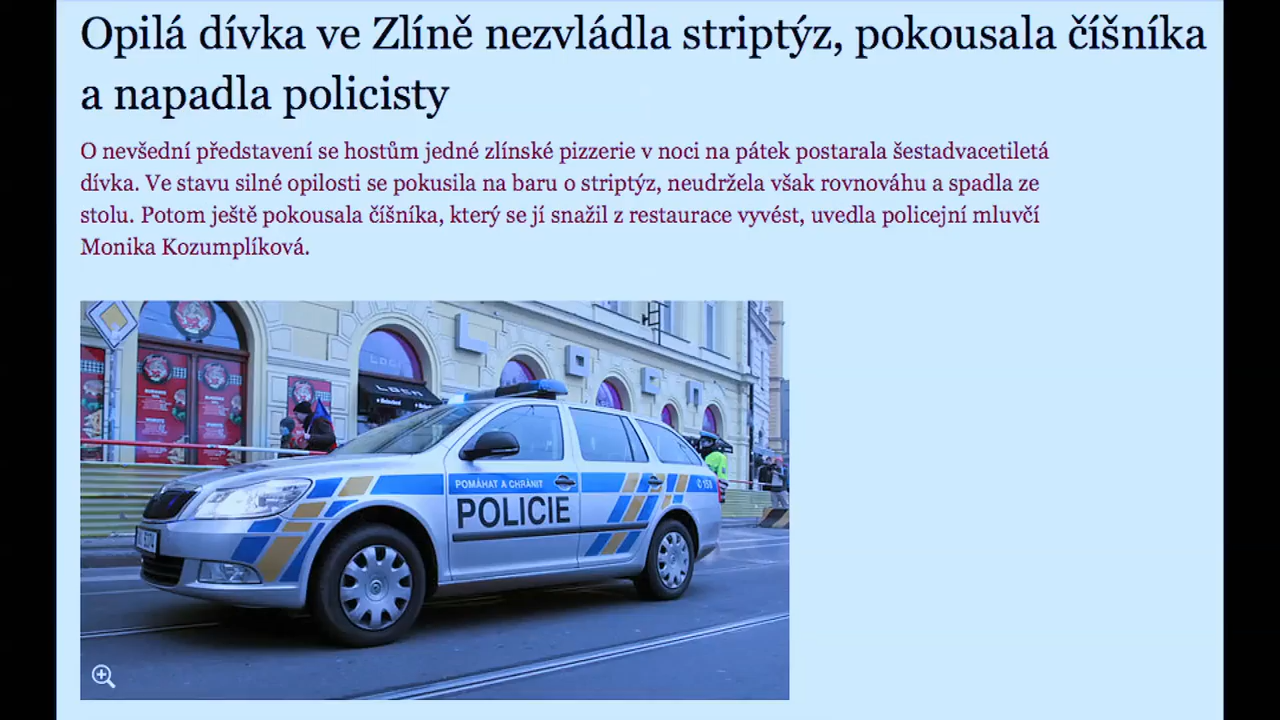 Opilá dívka ve Zlíně nezvládla striptýz, pokousala číšníka
a napadla policisty
O nevšední představení se hostům jedné zlínské pizzerie v noci na pátek postarala šestadvacetiletá
dívka. Ve stavu silné opilosti se pokusila na baru o striptýz, neudržela však rovnováhu a spadla ze
stolu. Potom ještě pokousala číšníka, který se jí snažil z restaurace vyvést, uvedla policejní mluvčí
Monika Kozumplíková.
POMÁHAT A CHRÁNIT
POLICIE
158